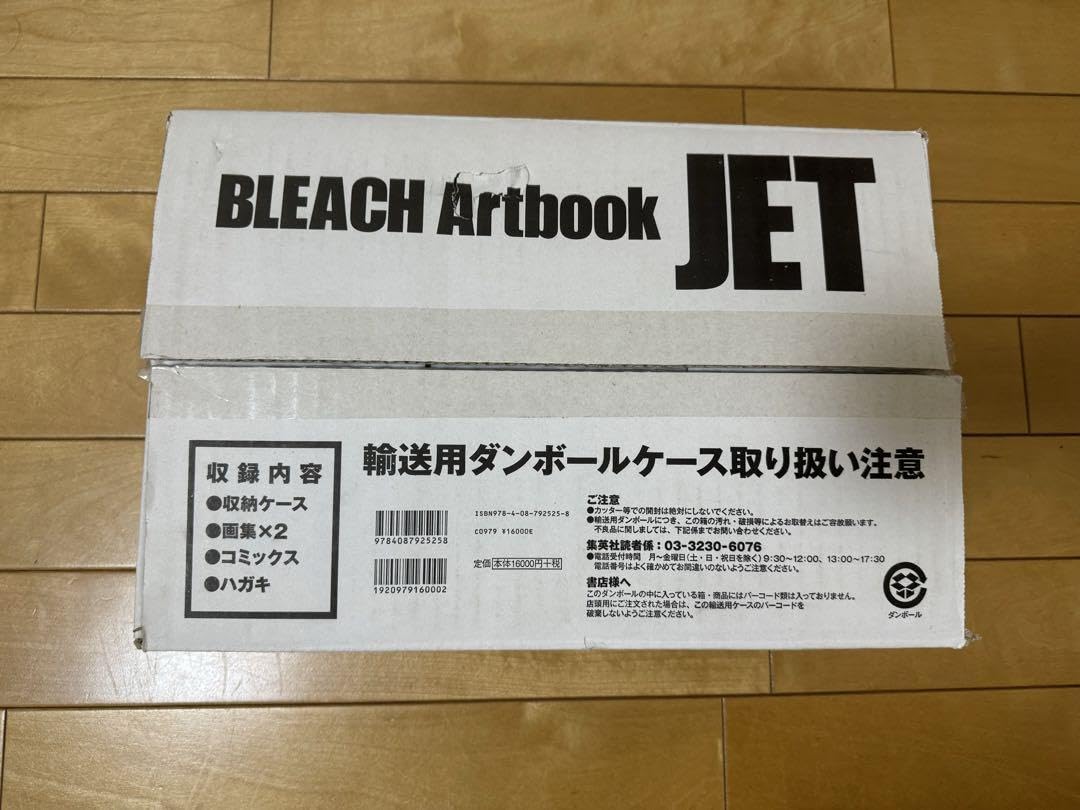 BLEACH Artbook JET
収録内容
●収納ケース
●画集×2
●コミックス
●ハガキ
輸送用ダンボールケース取り扱い注意
9784087925258
1920979160002
ISBN978-4-08-792525-8
C0979 ¥16000E
定価 本体16000円+税
ご注意
●カッター等での開封は絶対にしないでください。
●輸送用ダンボールにつき、この箱の汚れ・破損等によるお取替えはご容赦願います。
不良品に関しましては、下記係までお問い合わせください。
集英社読者係：03-3230-6076
●電話受付時間 月～金曜日(土・日・祝日を除く) 9:30～12:00、13:00～17:30
電話番号はよく確かめてお間違いのないようご注意ください。
書店様へ
このダンボールの中に入っている箱・商品にはバーコード類は入っておりません。
店頭用にご注文された場合は、この輸送用ケースのバーコードを
破棄しないようご注意ください。
ダンボール